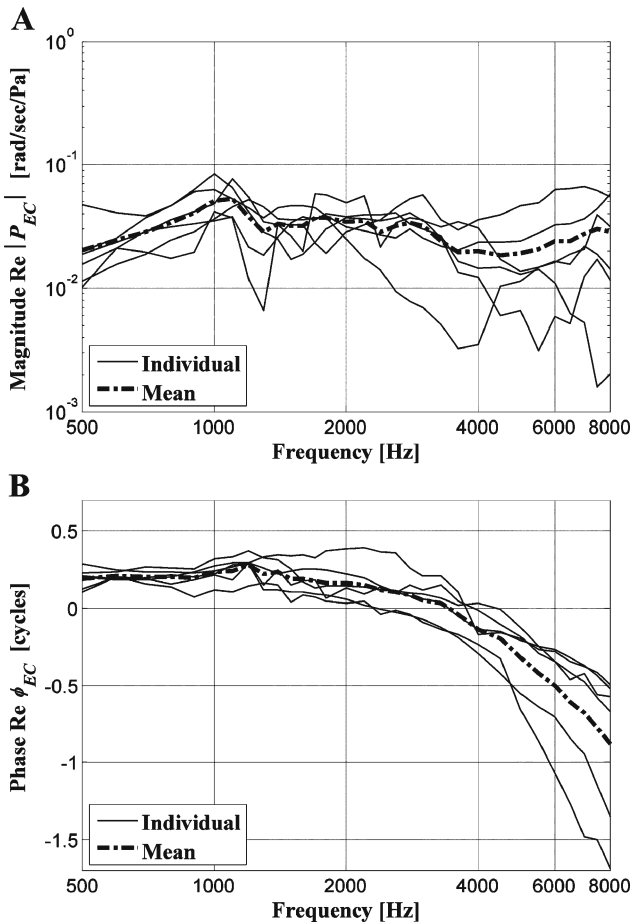 A
Magnitude Re |P_EC| [rad/sec/Pa]
10^0
10^-1
10^-2
10^-3
Individual
Mean
500 1000 2000 4000 6000 8000
Frequency [Hz]
B
Phase Re ϕ_EC [cycles]
0.5
0
-0.5
-1
-1.5
Individual
Mean
500 1000 2000 4000 6000 8000
Frequency [Hz]